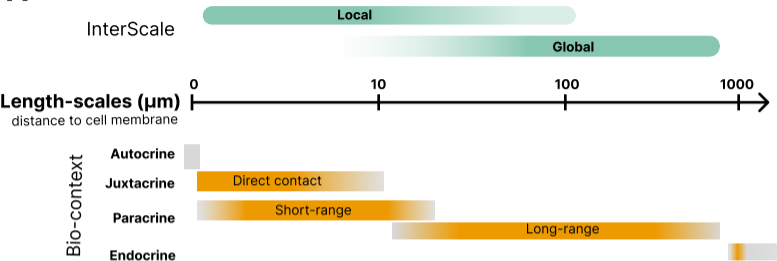 Local
InterScale
Global
0 10 100 1000
Length-scales (µm)
distance to cell membrane
Bio-context
Autocrine
Juxtacrine Direct contact
Paracrine Short-range
Long-range
Endocrine